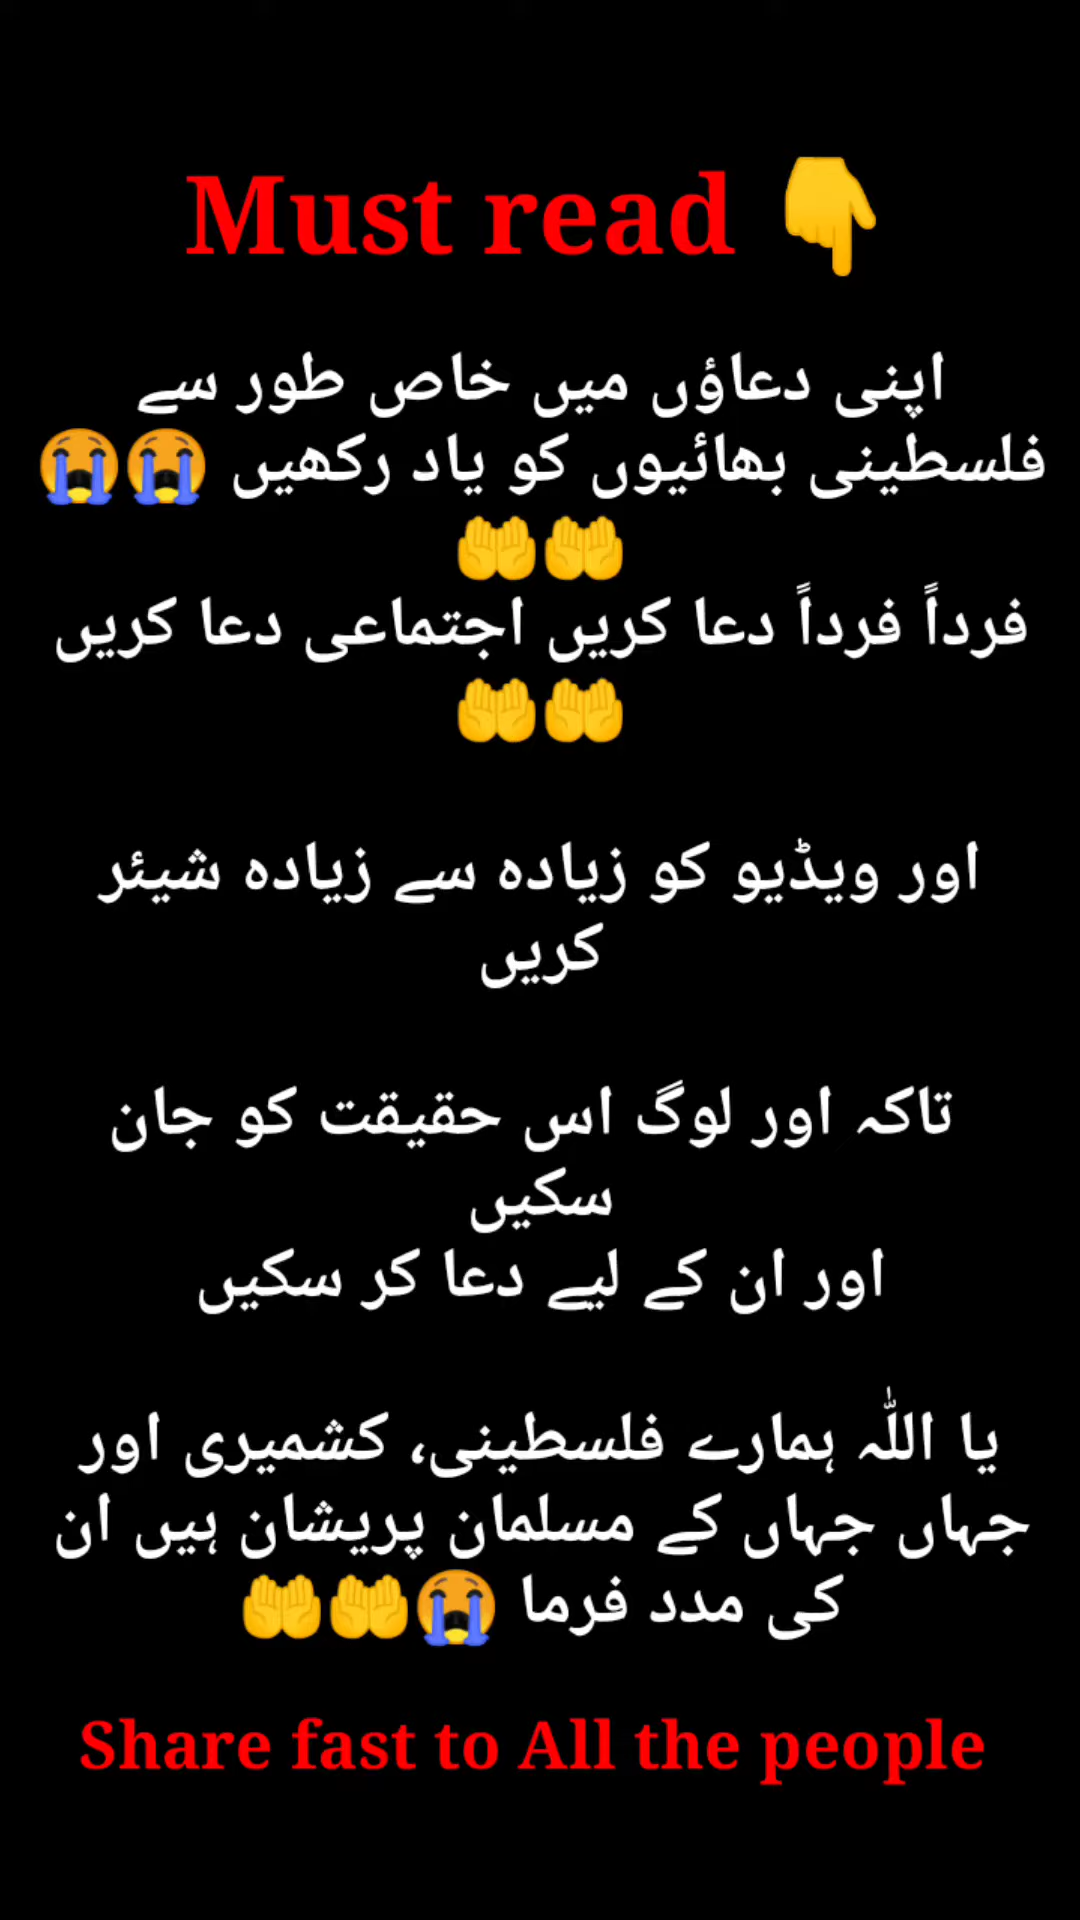 Must read 👇
اپنی دعاؤں میں خاص طور سے
فلسطینی بھائیوں کو یاد رکھیں 😭😭
🤲🤲
فرداً فرداً دعا کریں اجتماعی دعا کریں
🤲🤲
اور ویڈیو کو زیادہ سے زیادہ شیئر
کریں
تاکہ اور لوگ اس حقیقت کو جان
سکیں
اور ان کے لیے دعا کر سکیں
یا اللّٰہ ہمارے فلسطینی، کشمیری اور
جہاں جہاں کے مسلمان پریشان ہیں ان
کی مدد فرما 😭🤲🤲
Share fast to All the people